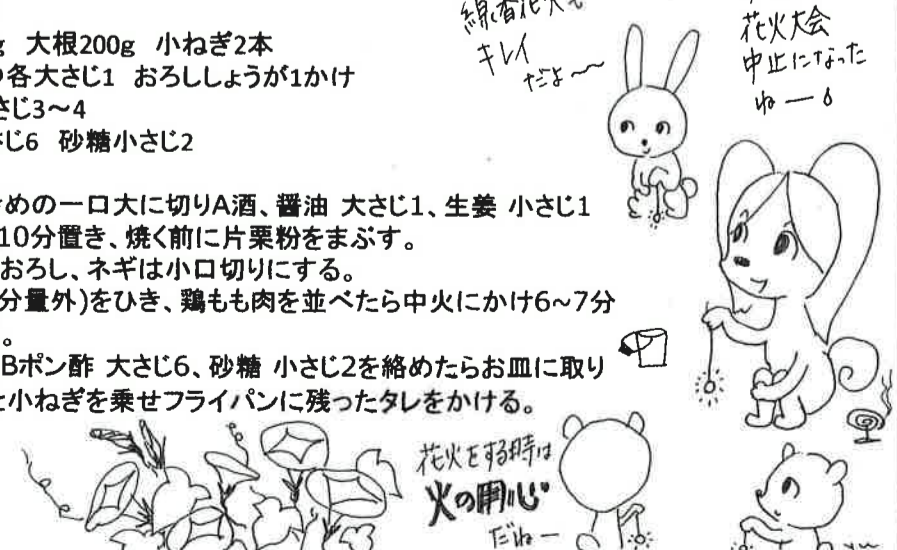 線香花火も
キレイ
だよ〜
花火大会
中止になった
ねー
大根200g 小ねぎ2本
各大さじ1 おろししょうが1かけ
さじ3〜4
じ6 砂糖小さじ2
めの一口大に切りA酒、醤油 大さじ1、生姜 小さじ1
10分置き、焼く前に片栗粉をまぶす。
おろし、ネギは小口切りにする。
分量外)をひき、鶏もも肉を並べたら中火にかけ6~7分
。
Bポン酢 大さじ6、砂糖 小さじ2を絡めたらお皿に取り
小ねぎを乗せフライパンに残ったタレをかける。
花火をする時は
火の用心
だねー